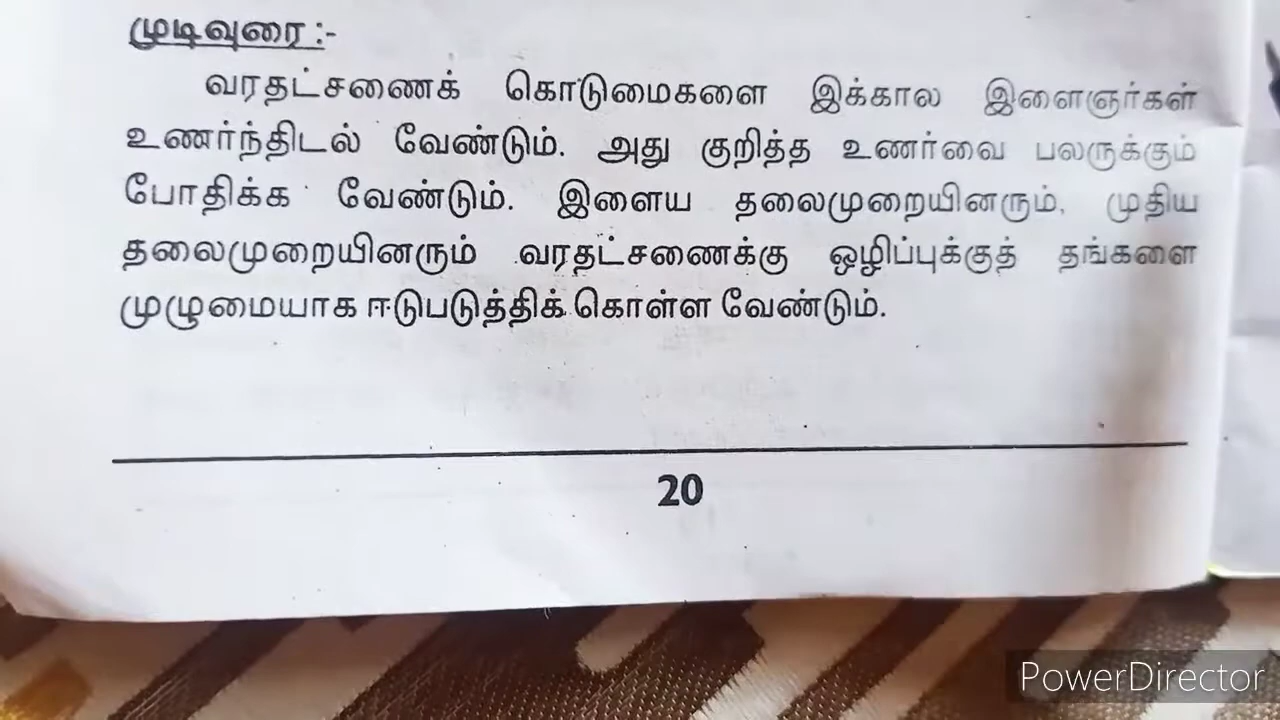 முடிவுரை :-
வரதட்சணைக் கொடுமைகளை இக்கால இளைஞர்கள்
உணர்ந்திடல் வேண்டும். அது குறித்த உணர்வை பலருக்கும்
போதிக்க வேண்டும். இளைய தலைமுறையினரும், முதிய
தலைமுறையினரும் வரதட்சணைக்கு ஒழிப்புக்குத் தங்களை
முழுமையாக ஈடுபடுத்திக் கொள்ள வேண்டும்.
20
PowerDirector